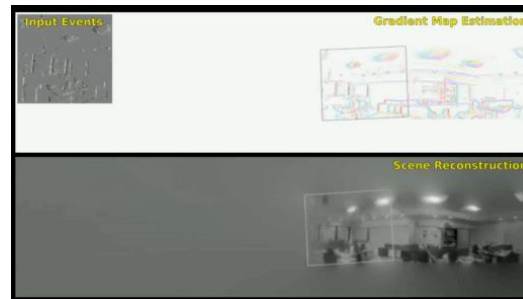 Input Events
Gradient Map Estimation
Scene Reconstruction